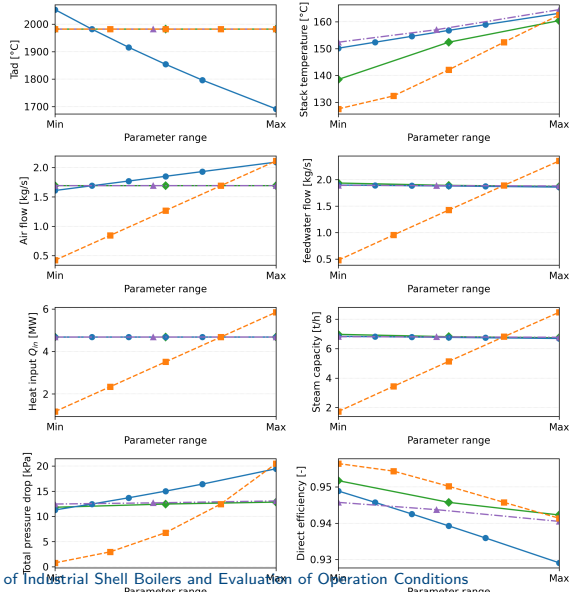 Tad [°C]
2000
1900
1800
1700
Min
Max
Parameter range
Stack temperature [°C]
160
150
140
130
Min
Max
Parameter range
Air flow [kg/s]
2.0
1.5
1.0
0.5
Min
Max
Parameter range
feedwater flow [kg/s]
2.0
1.5
1.0
0.5
Min
Max
Parameter range
Heat input Qin [MW]
6
4
2
Min
Max
Parameter range
Steam capacity [t/h]
8
6
4
2
Min
Max
Parameter range
Total pressure drop [kPa]
20
15
10
5
0
Min
Max
Parameter range
Direct efficiency [-]
0.95
0.94
0.93
Min
Max
Parameter range
of Industrial Shell Boilers and Evaluation of Operation Conditions